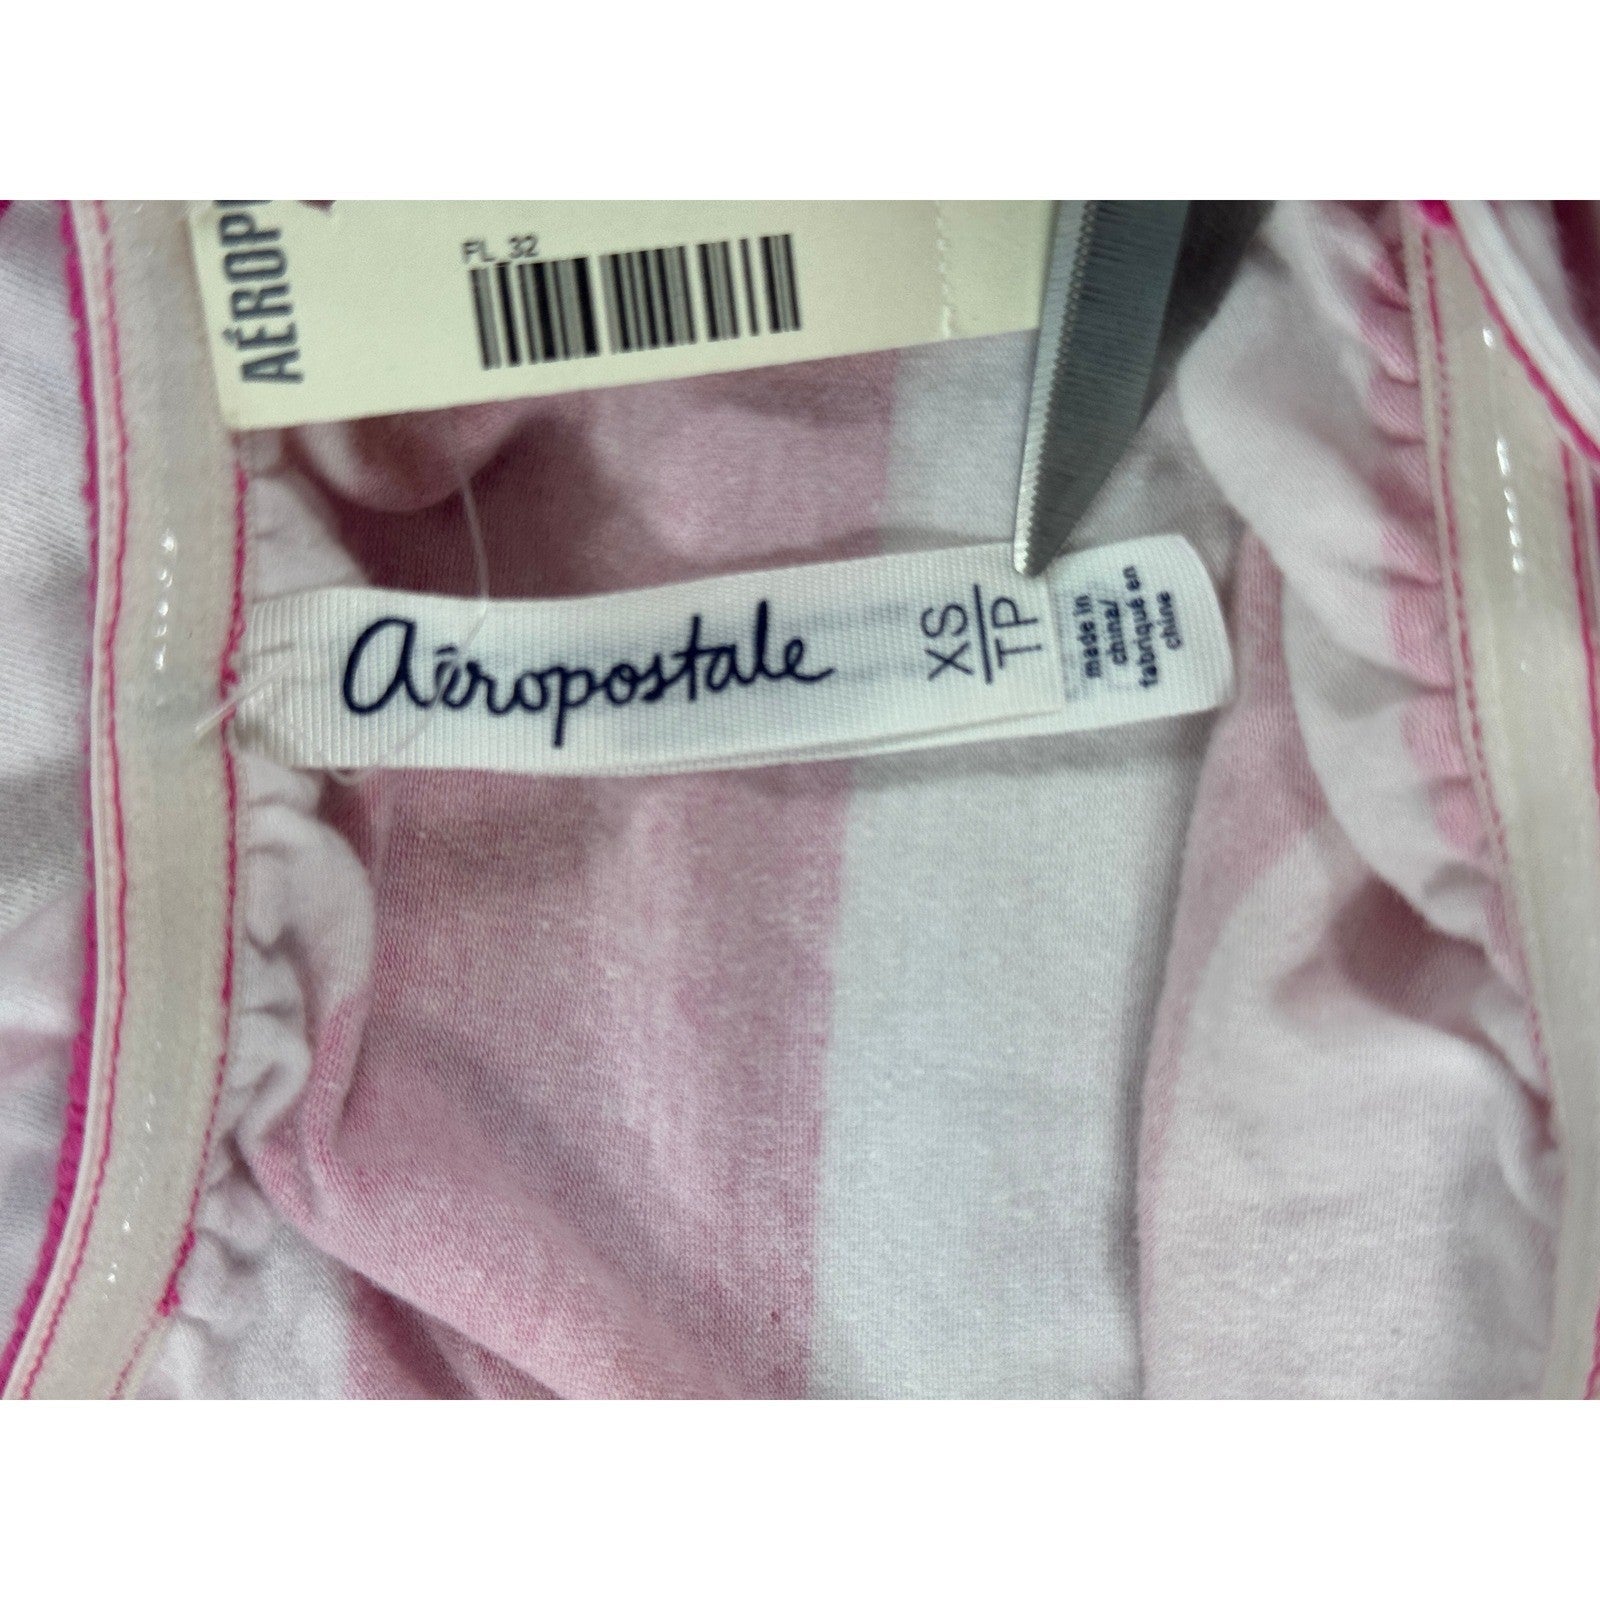 AÉROP
FL_32
Aéropostale
XS
TP
made in
china/
fabriqué en
chine